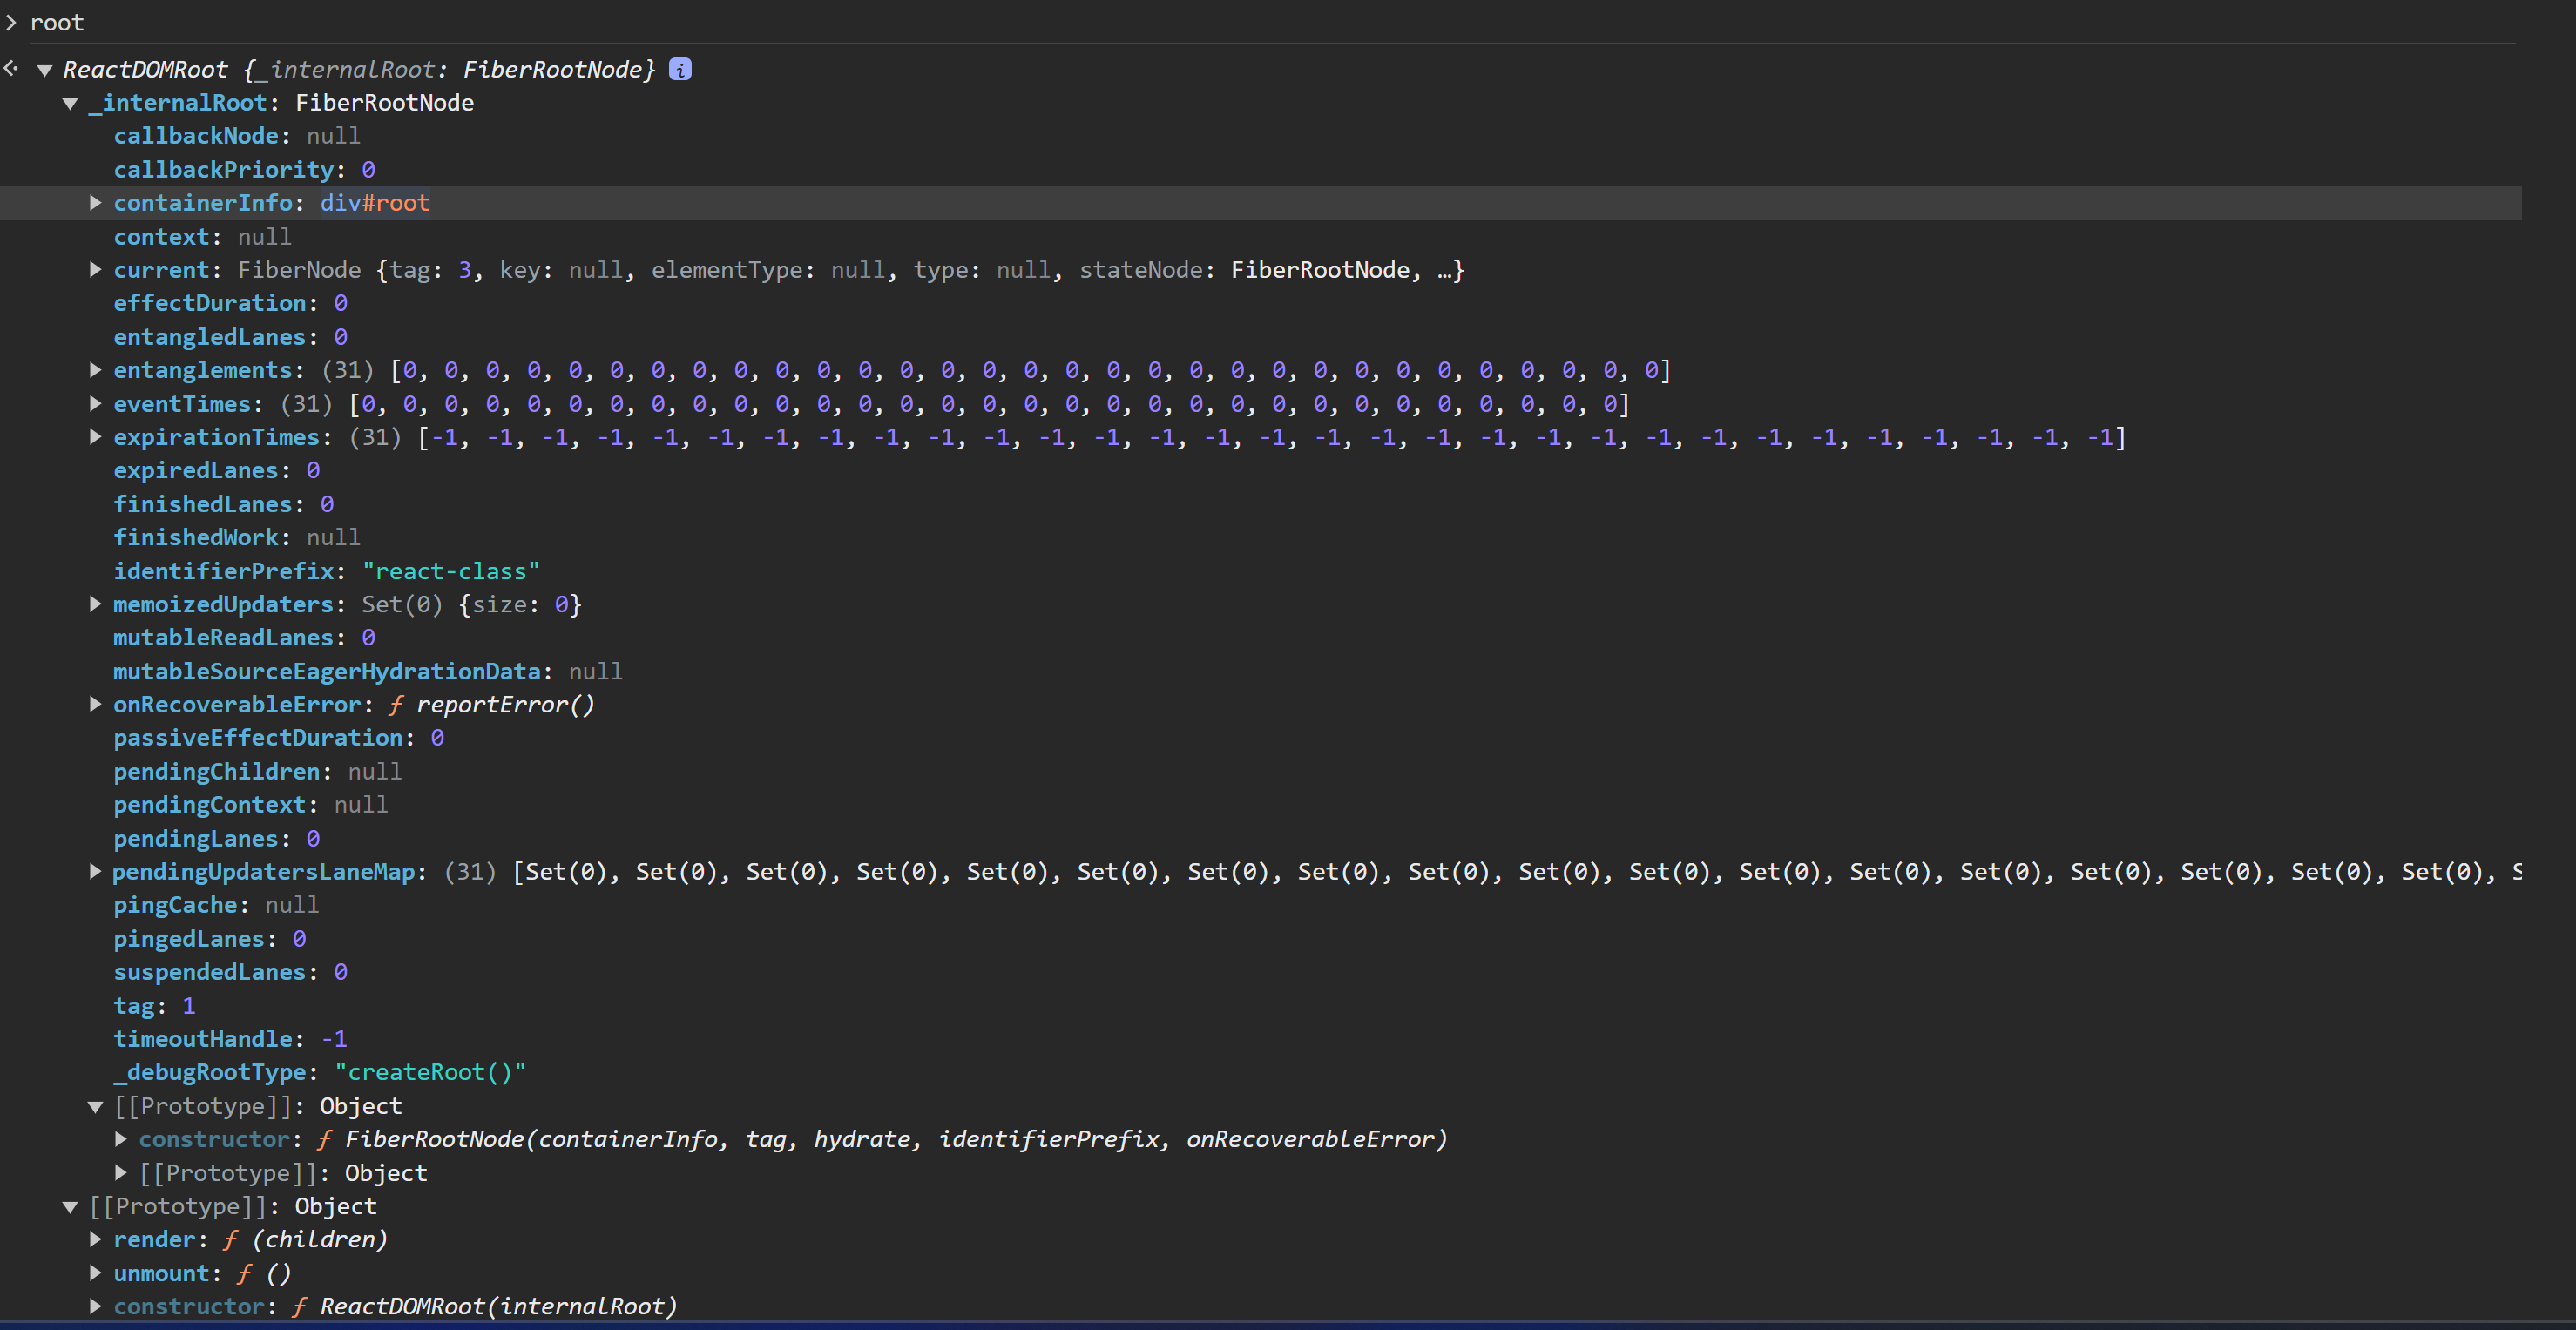 > root
▼ ReactDOMRoot {_internalRoot: FiberRootNode} i
▼ _internalRoot: FiberRootNode
callbackNode: null
callbackPriority: 0
▶ containerInfo: div#root
context: null
▶ current: FiberNode {tag: 3, key: null, elementType: null, type: null, stateNode: FiberRootNode, …}
effectDuration: 0
entangledLanes: 0
▶ entanglements: (31) [0, 0, 0, 0, 0, 0, 0, 0, 0, 0, 0, 0, 0, 0, 0, 0, 0, 0, 0, 0, 0, 0, 0, 0, 0, 0, 0, 0, 0, 0, 0]
▶ eventTimes: (31) [0, 0, 0, 0, 0, 0, 0, 0, 0, 0, 0, 0, 0, 0, 0, 0, 0, 0, 0, 0, 0, 0, 0, 0, 0, 0, 0, 0, 0, 0, 0]
▶ expirationTimes: (31) [-1, -1, -1, -1, -1, -1, -1, -1, -1, -1, -1, -1, -1, -1, -1, -1, -1, -1, -1, -1, -1, -1, -1, -1, -1, -1, -1, -1, -1, -1, -1]
expiredLanes: 0
finishedLanes: 0
finishedWork: null
identifierPrefix: "react-class"
▶ memoizedUpdaters: Set(0) {size: 0}
mutableReadLanes: 0
mutableSourceEagerHydrationData: null
▶ onRecoverableError: ƒ reportError()
passiveEffectDuration: 0
pendingChildren: null
pendingContext: null
pendingLanes: 0
▶ pendingUpdatersLaneMap: (31) [Set(0), Set(0), Set(0), Set(0), Set(0), Set(0), Set(0), Set(0), Set(0), Set(0), Set(0), Set(0), Set(0), Set(0), Set(0), Set(0), Set(0), Set(0), S
pingCache: null
pingedLanes: 0
suspendedLanes: 0
tag: 1
timeoutHandle: -1
_debugRootType: "createRoot()"
▼ [[Prototype]]: Object
▶ constructor: ƒ FiberRootNode(containerInfo, tag, hydrate, identifierPrefix, onRecoverableError)
▶ [[Prototype]]: Object
▼ [[Prototype]]: Object
▶ render: ƒ (children)
▶ unmount: ƒ ()
▶ constructor: ƒ ReactDOMRoot(internalRoot)